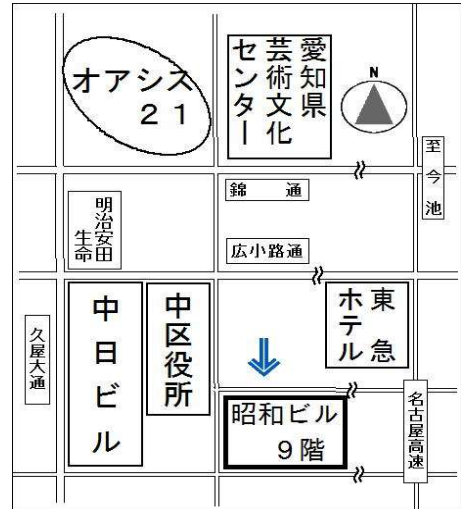 オアシス
２１
愛知県
芸術文化
センター
N
至今池
錦通
明治安田
生命
広小路通
久屋大通
中日ビル
中区役所
東急
ホテル
昭和ビル
９階
名古屋高速